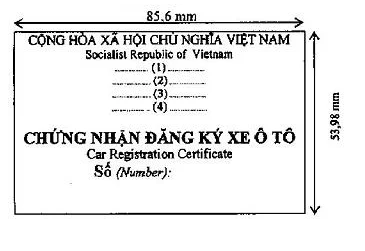 85.6 mm
CỘNG HÒA XÃ HỘI CHỦ NGHĨA VIỆT NAM
Socialist Republic of Vietnam
.......... (1) ..........
.......... (2) ..........
.......... (3) ..........
.......... (4) ..........
CHỨNG NHẬN ĐĂNG KÝ XE Ô TÔ
Car Registration Certificate
Số (Number):
53,98 mm